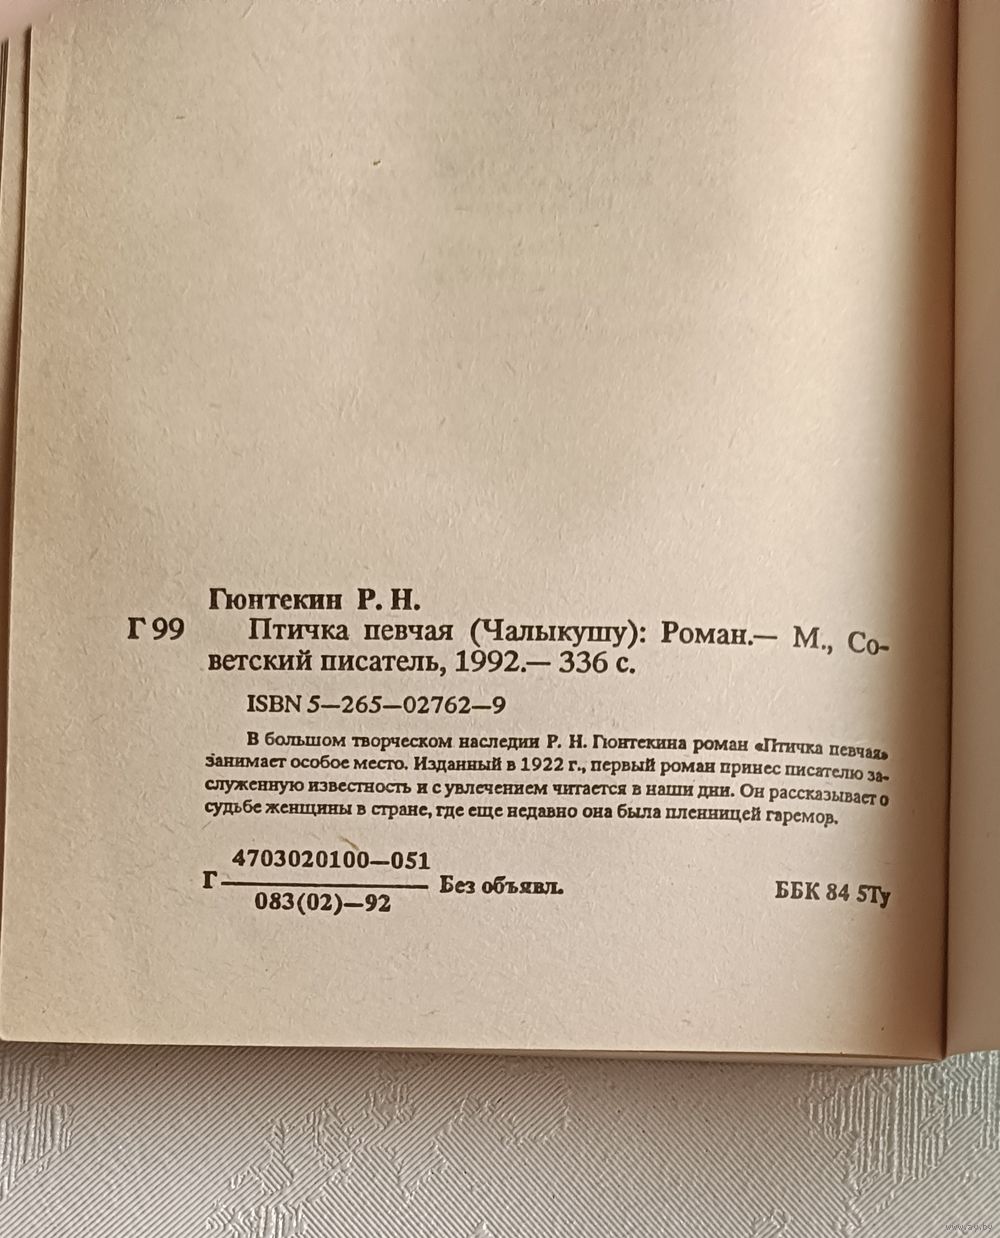 Гюнтекин Р. Н.
Г 99 Птичка певчая (Чалыкушу): Роман.— М., Со-
ветский писатель, 1992.— 336 с.
ISBN 5—265—02762—9
В большом творческом наследии Р. Н. Гюнтекина роман «Птичка певчая»
занимает особое место. Изданный в 1922 г., первый роман принес писателю за-
служенную известность и с увлечением читается в наши дни. Он рассказывает о
судьбе женщины в стране, где еще недавно она была пленницей гаремов.
4703020100—051
Г Без объявл.
083(02)—92
ББК 84 5Ту
www.ay.by